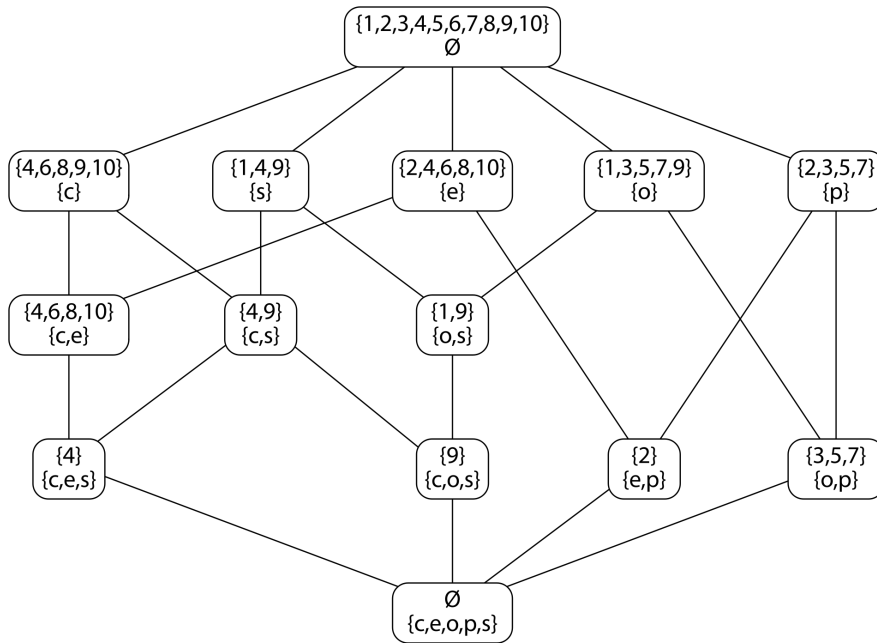 {1,2,3,4,5,6,7,8,9,10}
Ø
{4,6,8,9,10}
{c}
{1,4,9}
{s}
{2,4,6,8,10}
{e}
{1,3,5,7,9}
{o}
{2,3,5,7}
{p}
{4,6,8,10}
{c,e}
{4,9}
{c,s}
{1,9}
{o,s}
{4}
{c,e,s}
{9}
{c,o,s}
{2}
{e,p}
{3,5,7}
{o,p}
Ø
{c,e,o,p,s}